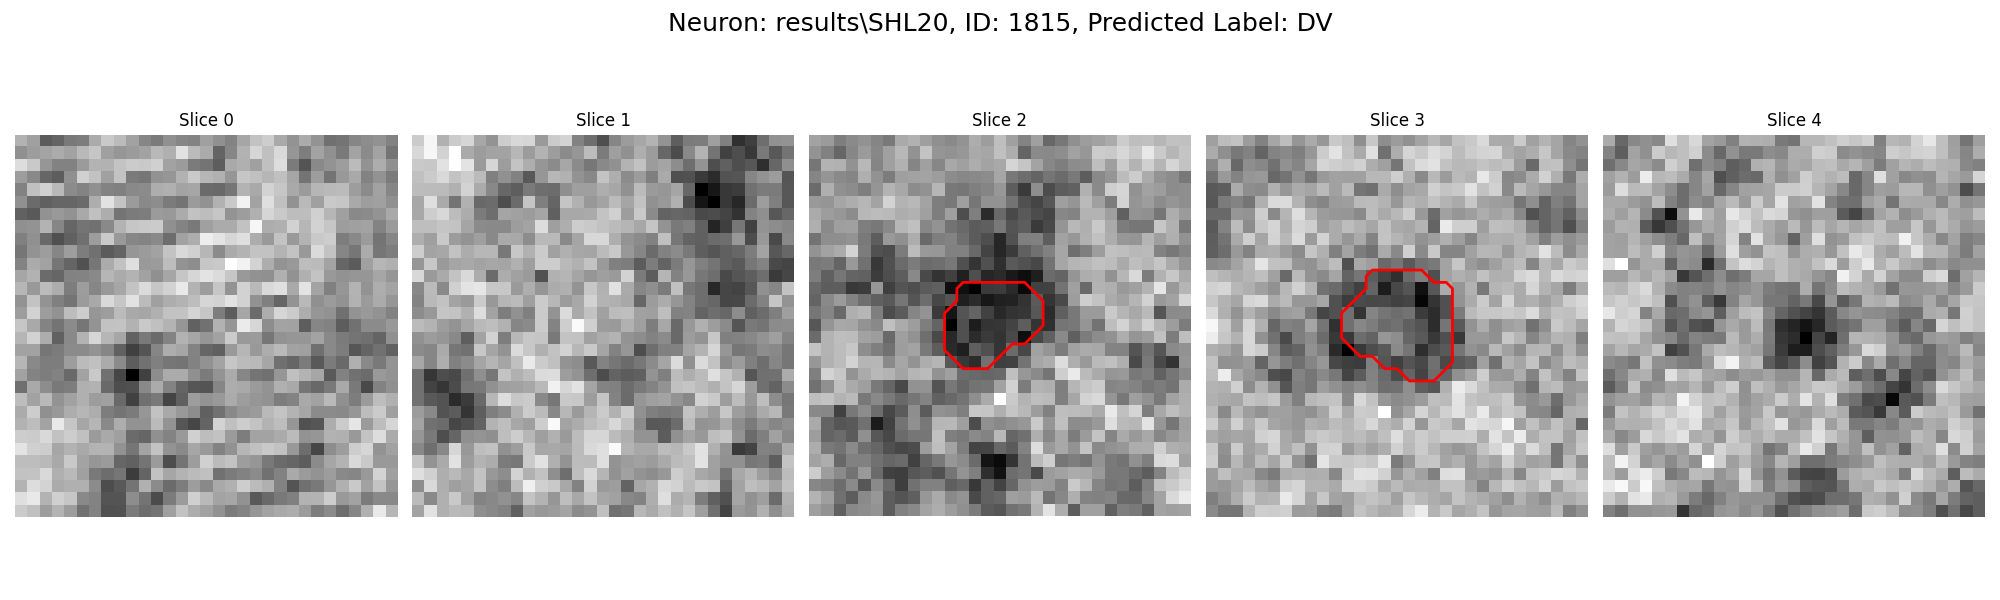 Neuron: results\SHL20, ID: 1815, Predicted Label: DV
Slice 0
Slice 1
Slice 2
Slice 3
Slice 4